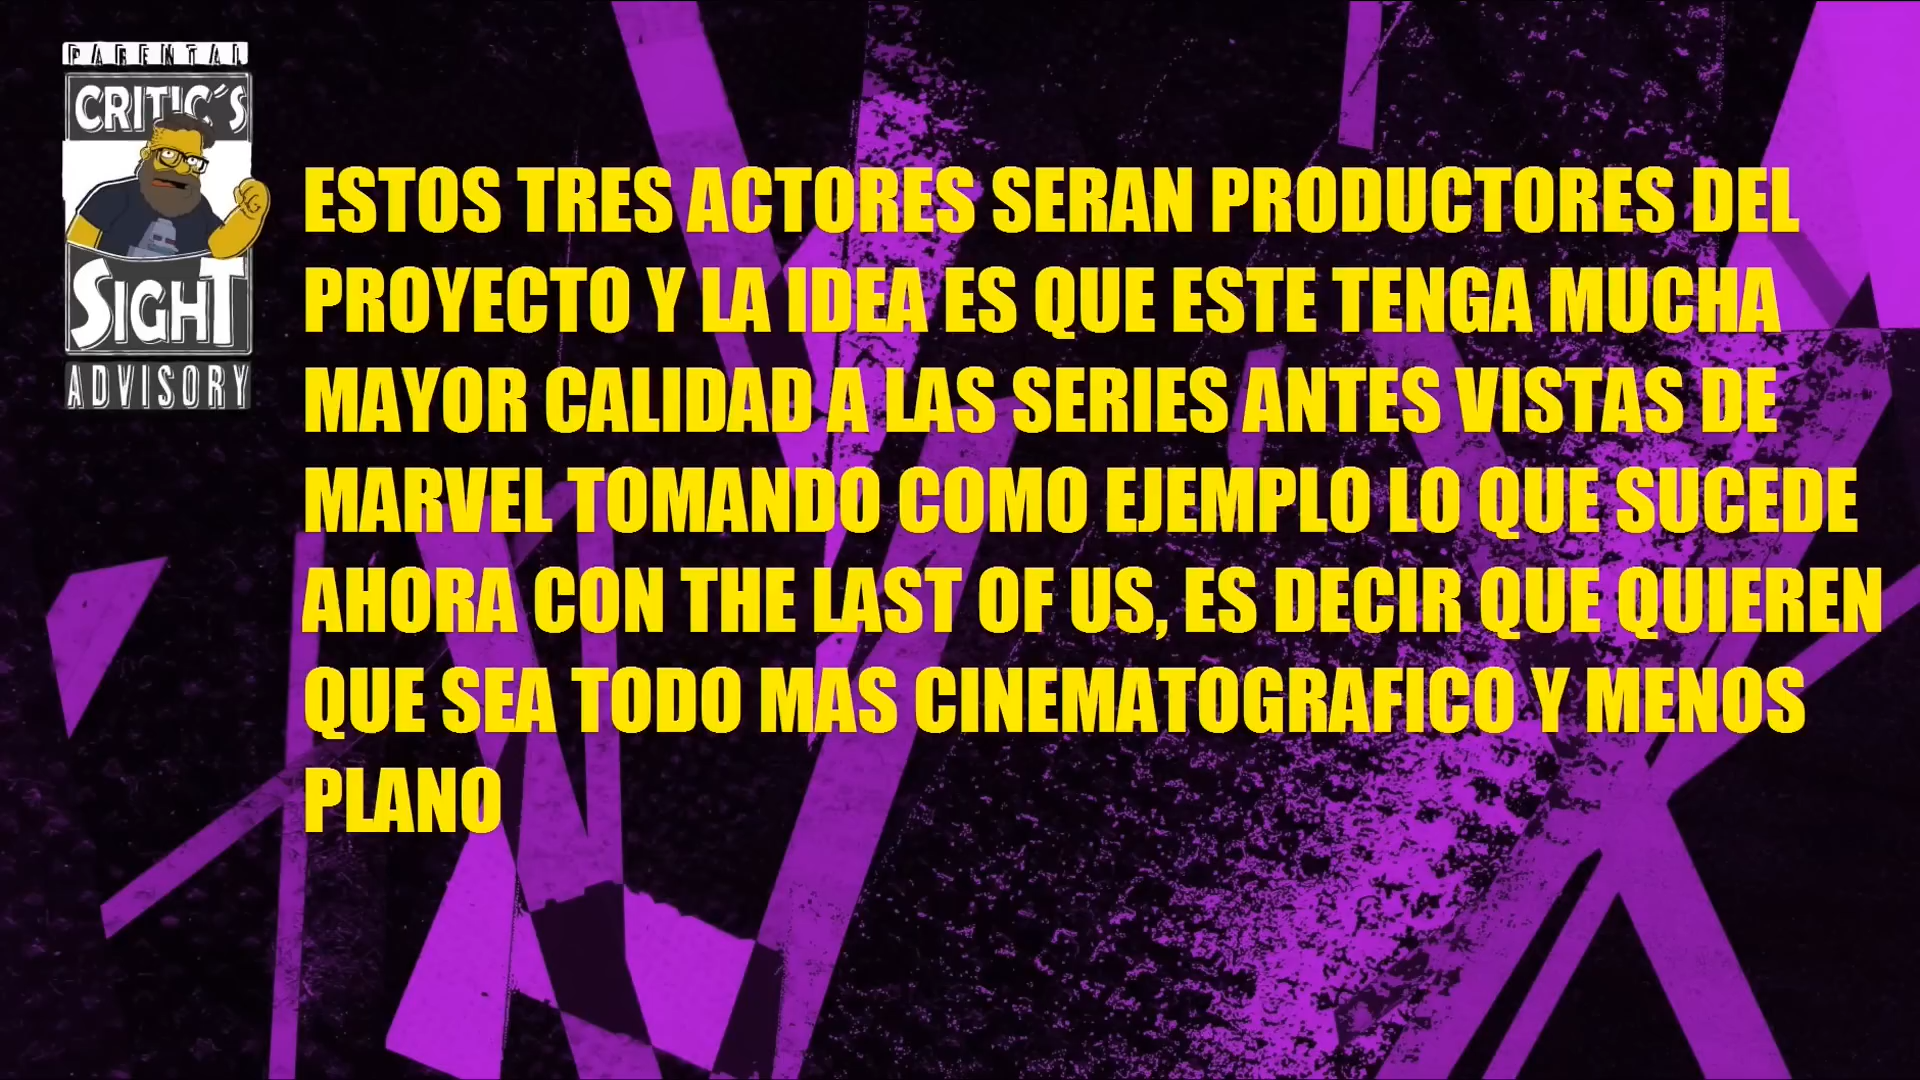 PARENTAL
CRITIC´S
SIGHT
ADVISORY
ESTOS TRES ACTORES SERAN PRODUCTORES DEL
PROYECTO Y LA IDEA ES QUE ESTE TENGA MUCHA
MAYOR CALIDAD A LAS SERIES ANTES VISTAS DE
MARVEL TOMANDO COMO EJEMPLO LO QUE SUCEDE
AHORA CON THE LAST OF US, ES DECIR QUE QUIEREN
QUE SEA TODO MAS CINEMATOGRAFICO Y MENOS
PLANO